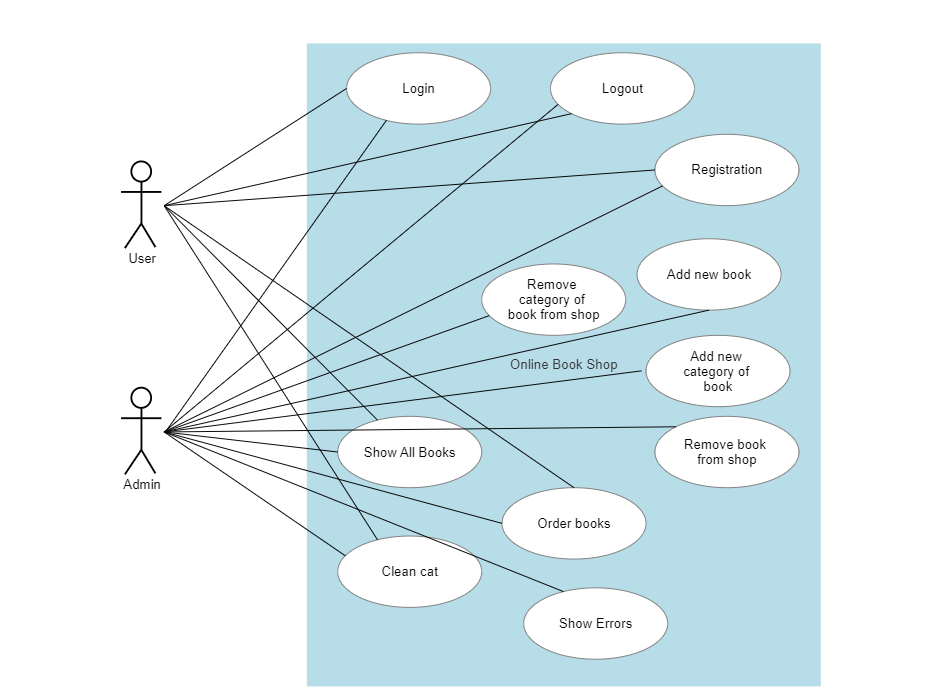 Login
Logout
Registration
User
Add new book
Remove
category of
book from shop
Online Book Shop
Add new
category of
book
Show All Books
Remove book
from shop
Admin
Order books
Clean cat
Show Errors